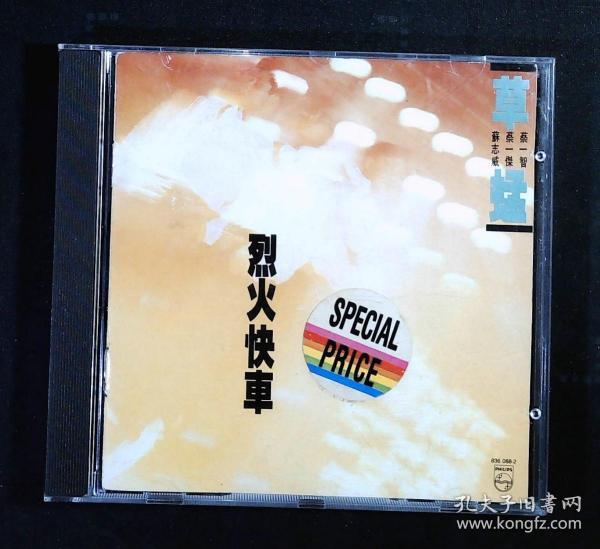 草蜢
蔡一智
蔡一傑
蘇志威
烈火快車
SPECIAL
PRICE
836 068-2
PHILIPS
孔夫子旧书网
www.kongfz.com